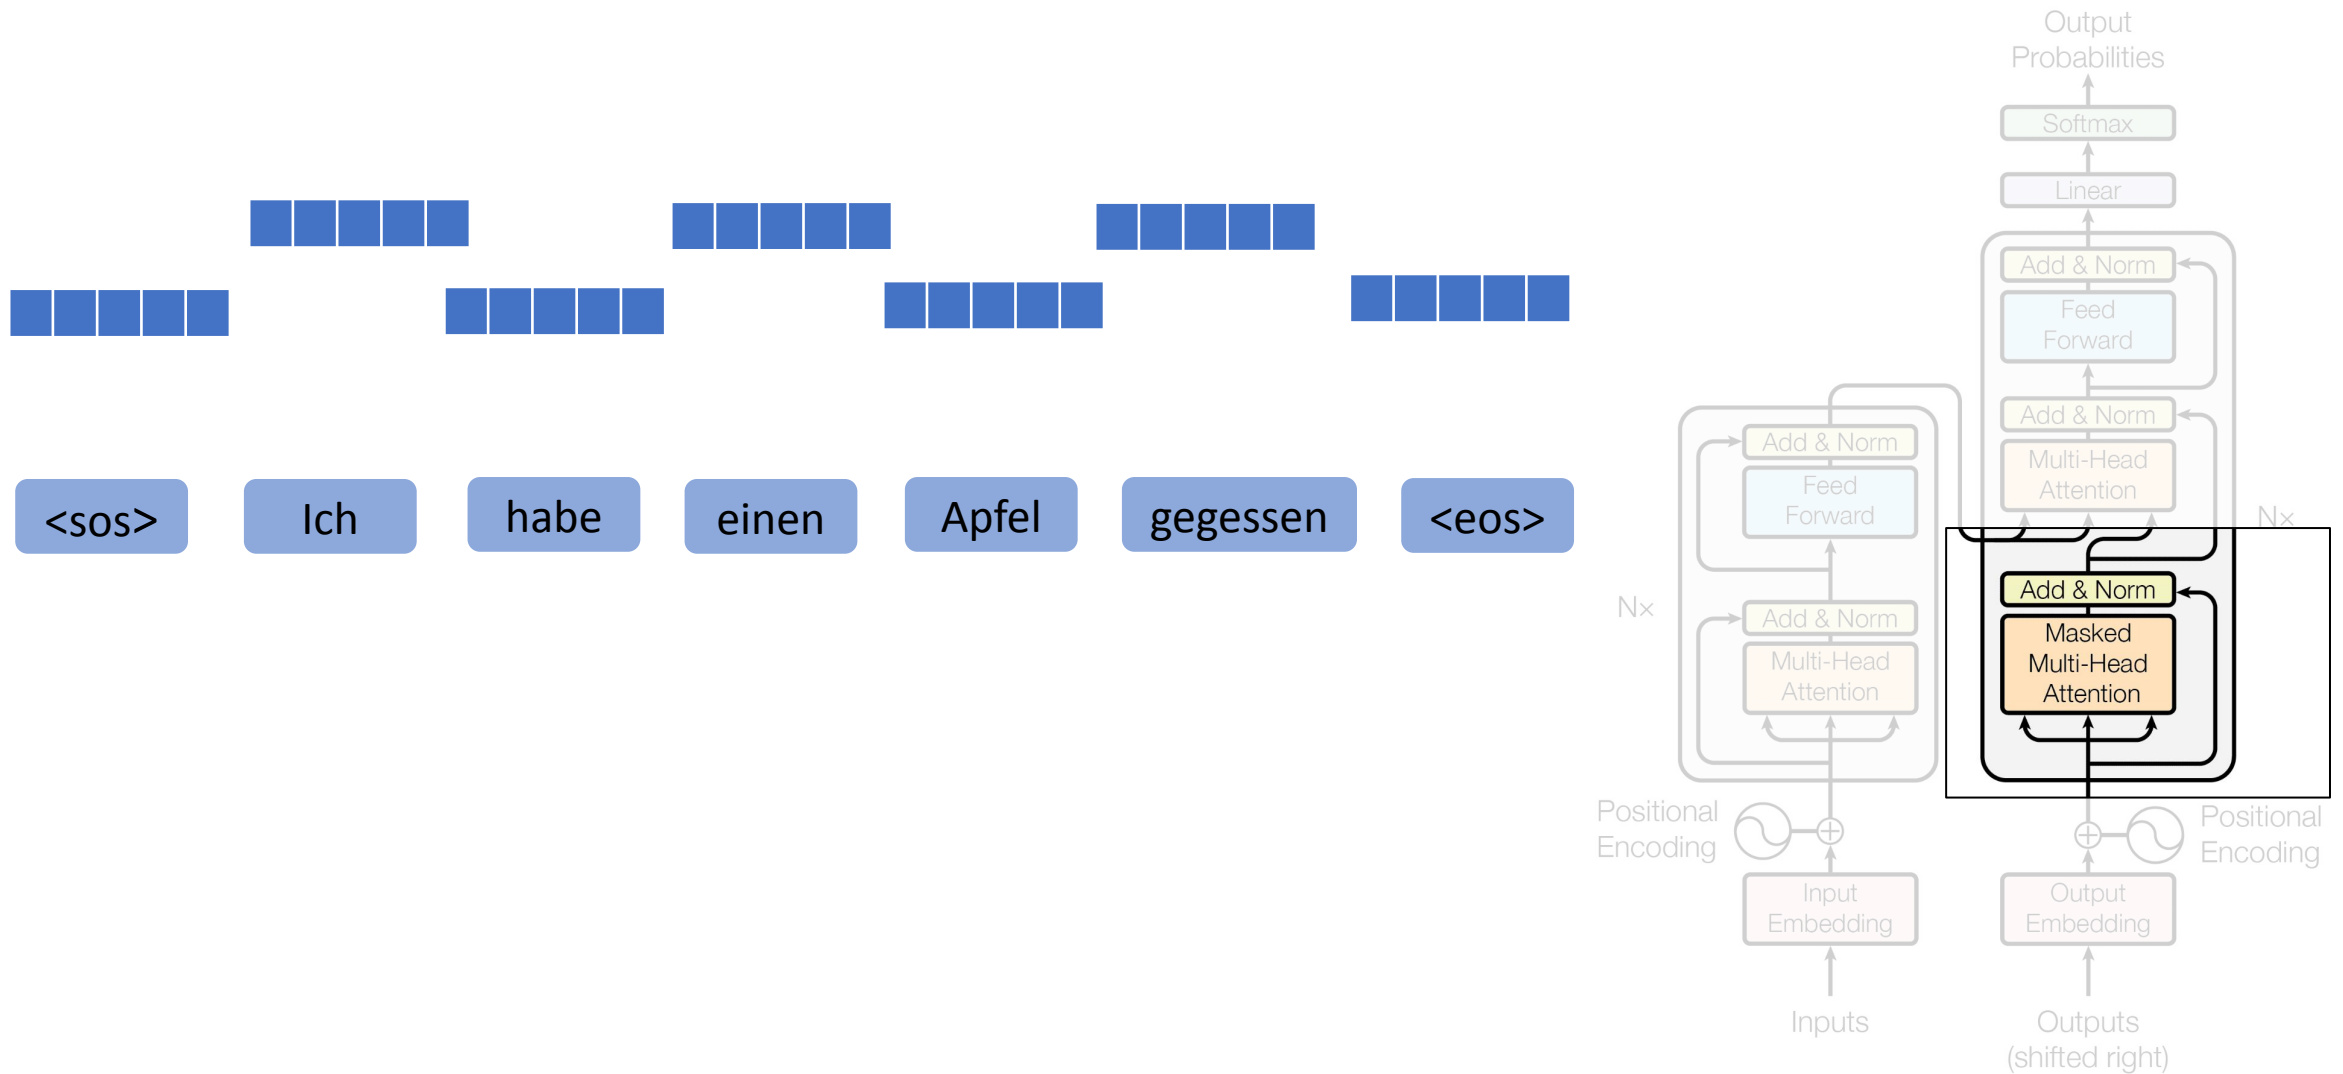 <sos> Ich habe einen Apfel gegessen <eos>
Output
Probabilities
Softmax
Linear
Add & Norm
Feed
Forward
Add & Norm
Multi-Head
Attention
N×
Add & Norm
Masked
Multi-Head
Attention
Add & Norm
Feed
Forward
N×
Add & Norm
Multi-Head
Attention
Positional
Encoding
Positional
Encoding
Input
Embedding
Output
Embedding
Inputs
Outputs
(shifted right)